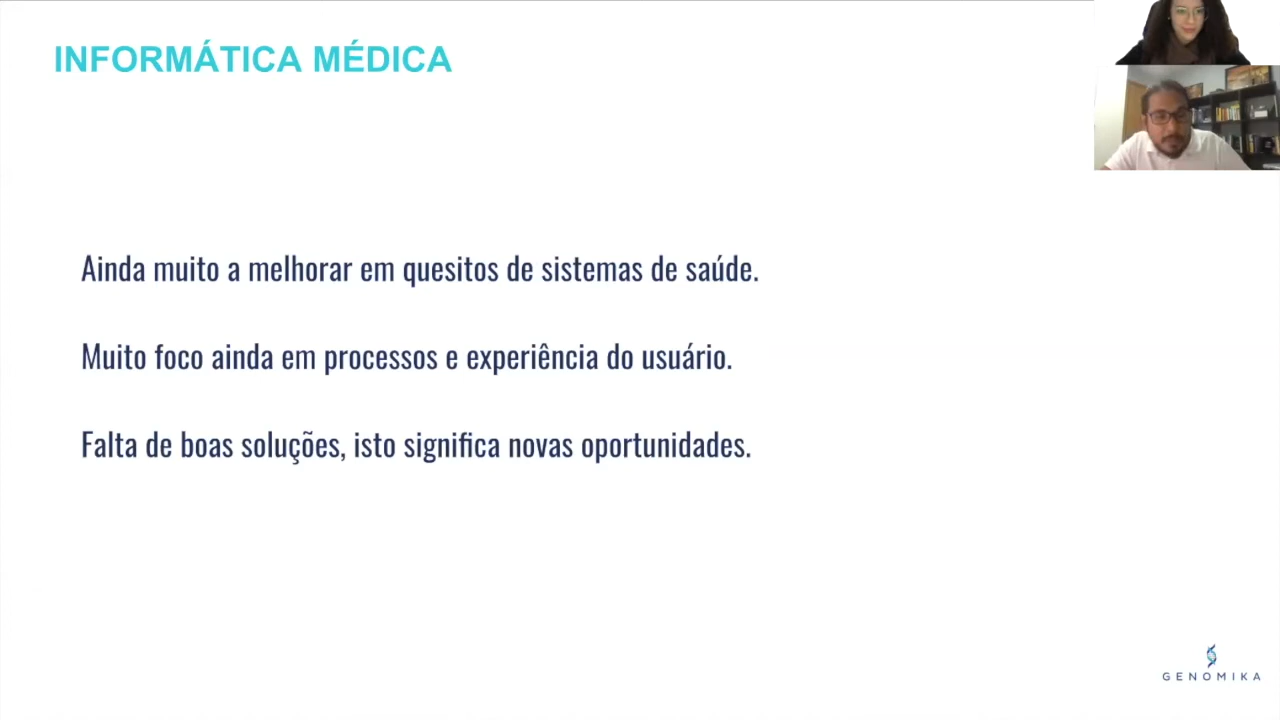 INFORMÁTICA MÉDICA
Ainda muito a melhorar em quesitos de sistemas de saúde.
Muito foco ainda em processos e experiência do usuário.
Falta de boas soluções, isto significa novas oportunidades.
GENOMIKA